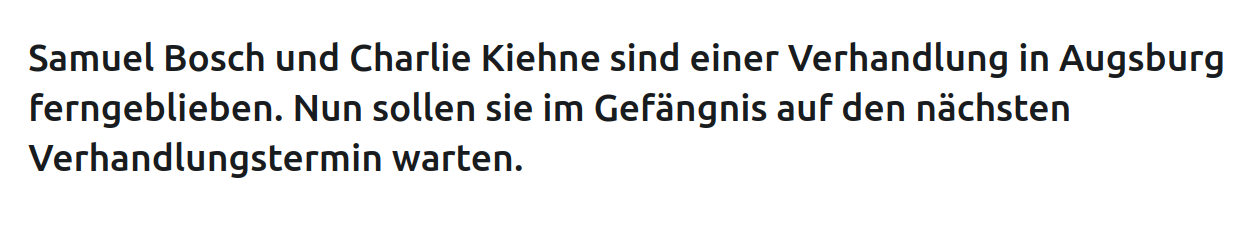 Samuel Bosch und Charlie Kiehne sind einer Verhandlung in Augsburg
ferngeblieben. Nun sollen sie im Gefängnis auf den nächsten
Verhandlungstermin warten.